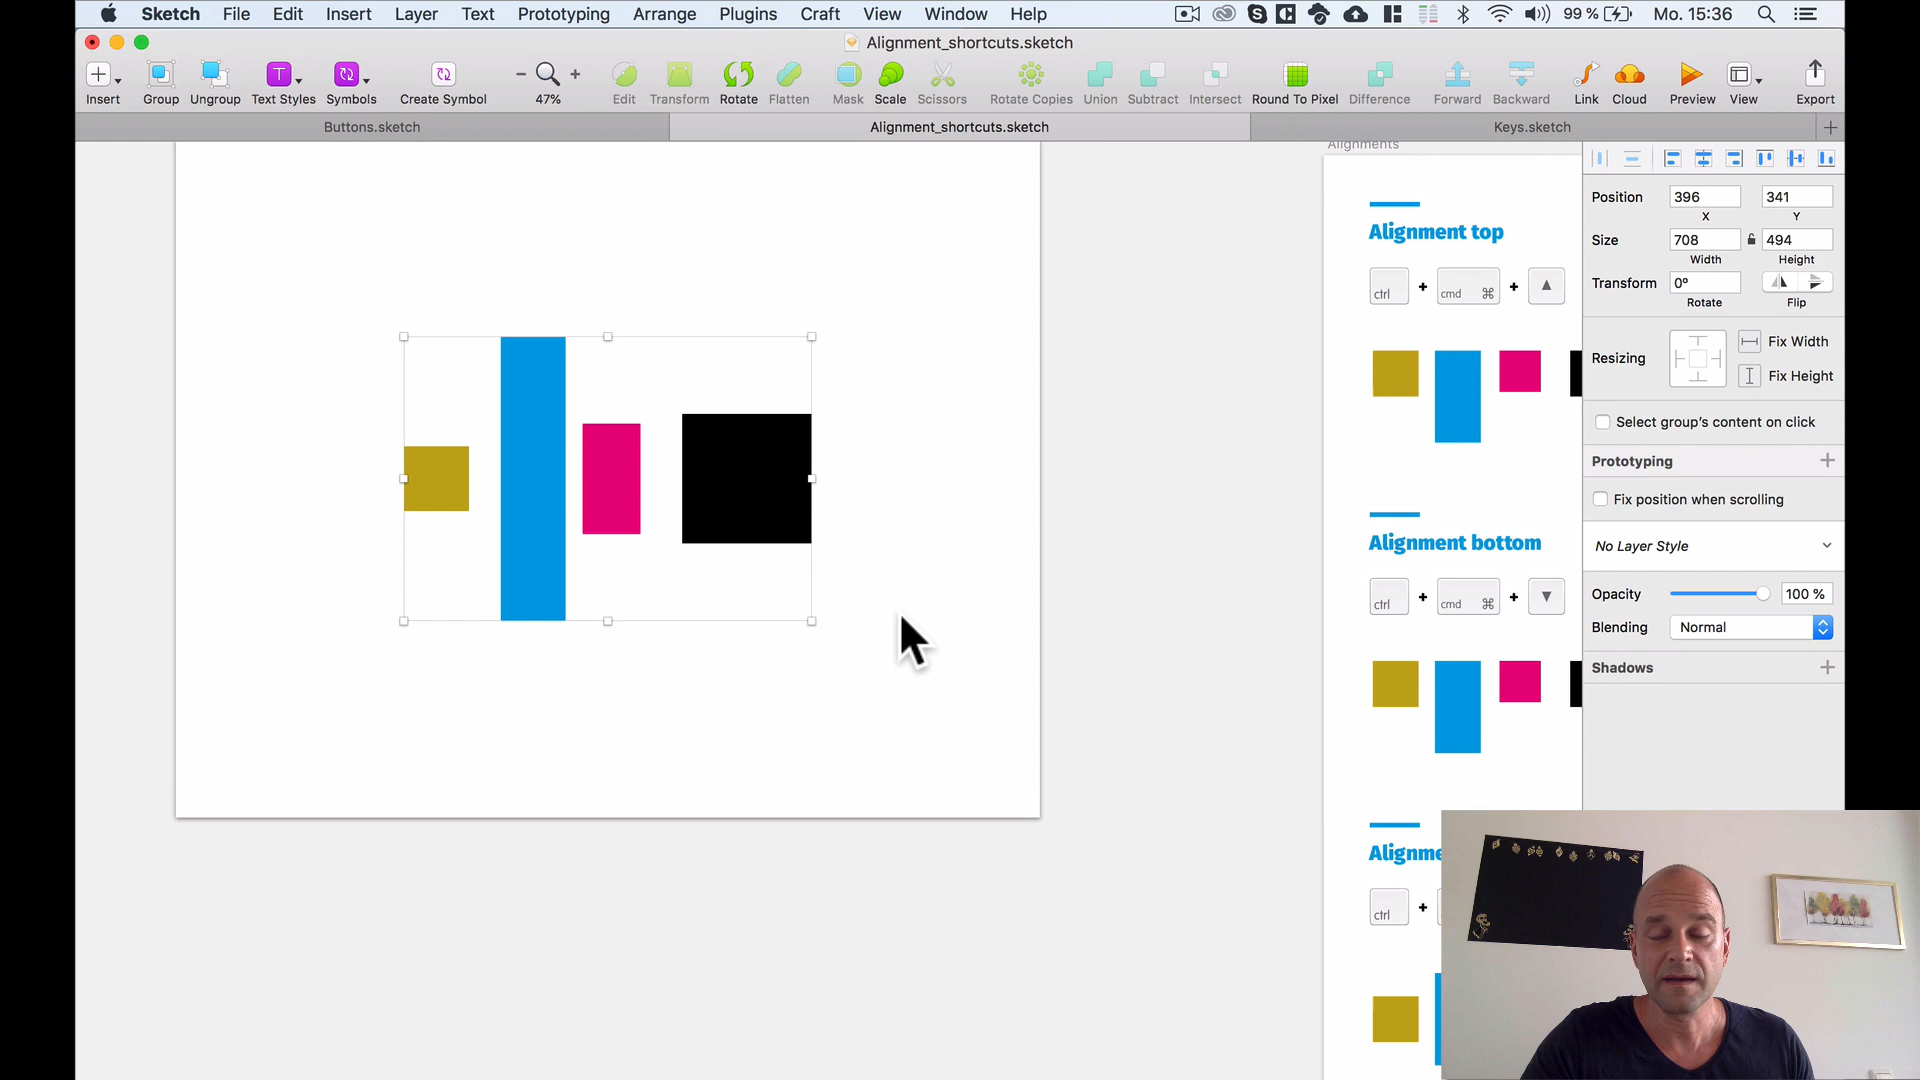 Sketch File Edit Insert Layer Text Prototyping Arrange Plugins Craft View Window Help 99 % Mo. 15:36
Alignment_shortcuts.sketch
Insert Group Ungroup Text Styles Symbols Create Symbol 47% Edit Transform Rotate Flatten Mask Scale Scissors Rotate Copies Union Subtract Intersect Round To Pixel Difference Forward Backward Link Cloud Preview View Export
Buttons.sketch Alignment_shortcuts.sketch Keys.sketch
Alignments
Position 396 341
X Y
Size 708 494
Width Height
Transform 0°
Rotate Flip
Resizing Fix Width
Fix Height
Select group's content on click
Prototyping
Fix position when scrolling
No Layer Style
Opacity 100 %
Blending Normal
Shadows
Alignment top
ctrl + cmd ⌘ + ▲
Alignment bottom
ctrl + cmd ⌘ + ▼
Alignme
ctrl +